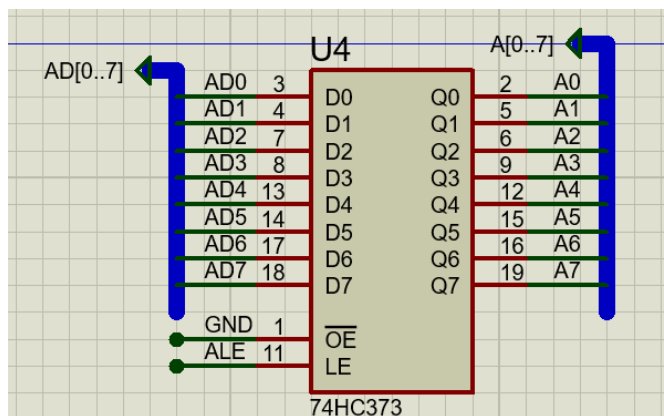 U4
A[0..7]
AD[0..7]
AD0 3 D0 Q0 2 A0
AD1 4 D1 Q1 5 A1
AD2 7 D2 Q2 6 A2
AD3 8 D3 Q3 9 A3
AD4 13 D4 Q4 12 A4
AD5 14 D5 Q5 15 A5
AD6 17 D6 Q6 16 A6
AD7 18 D7 Q7 19 A7
GND 1 OE
ALE 11 LE
74HC373